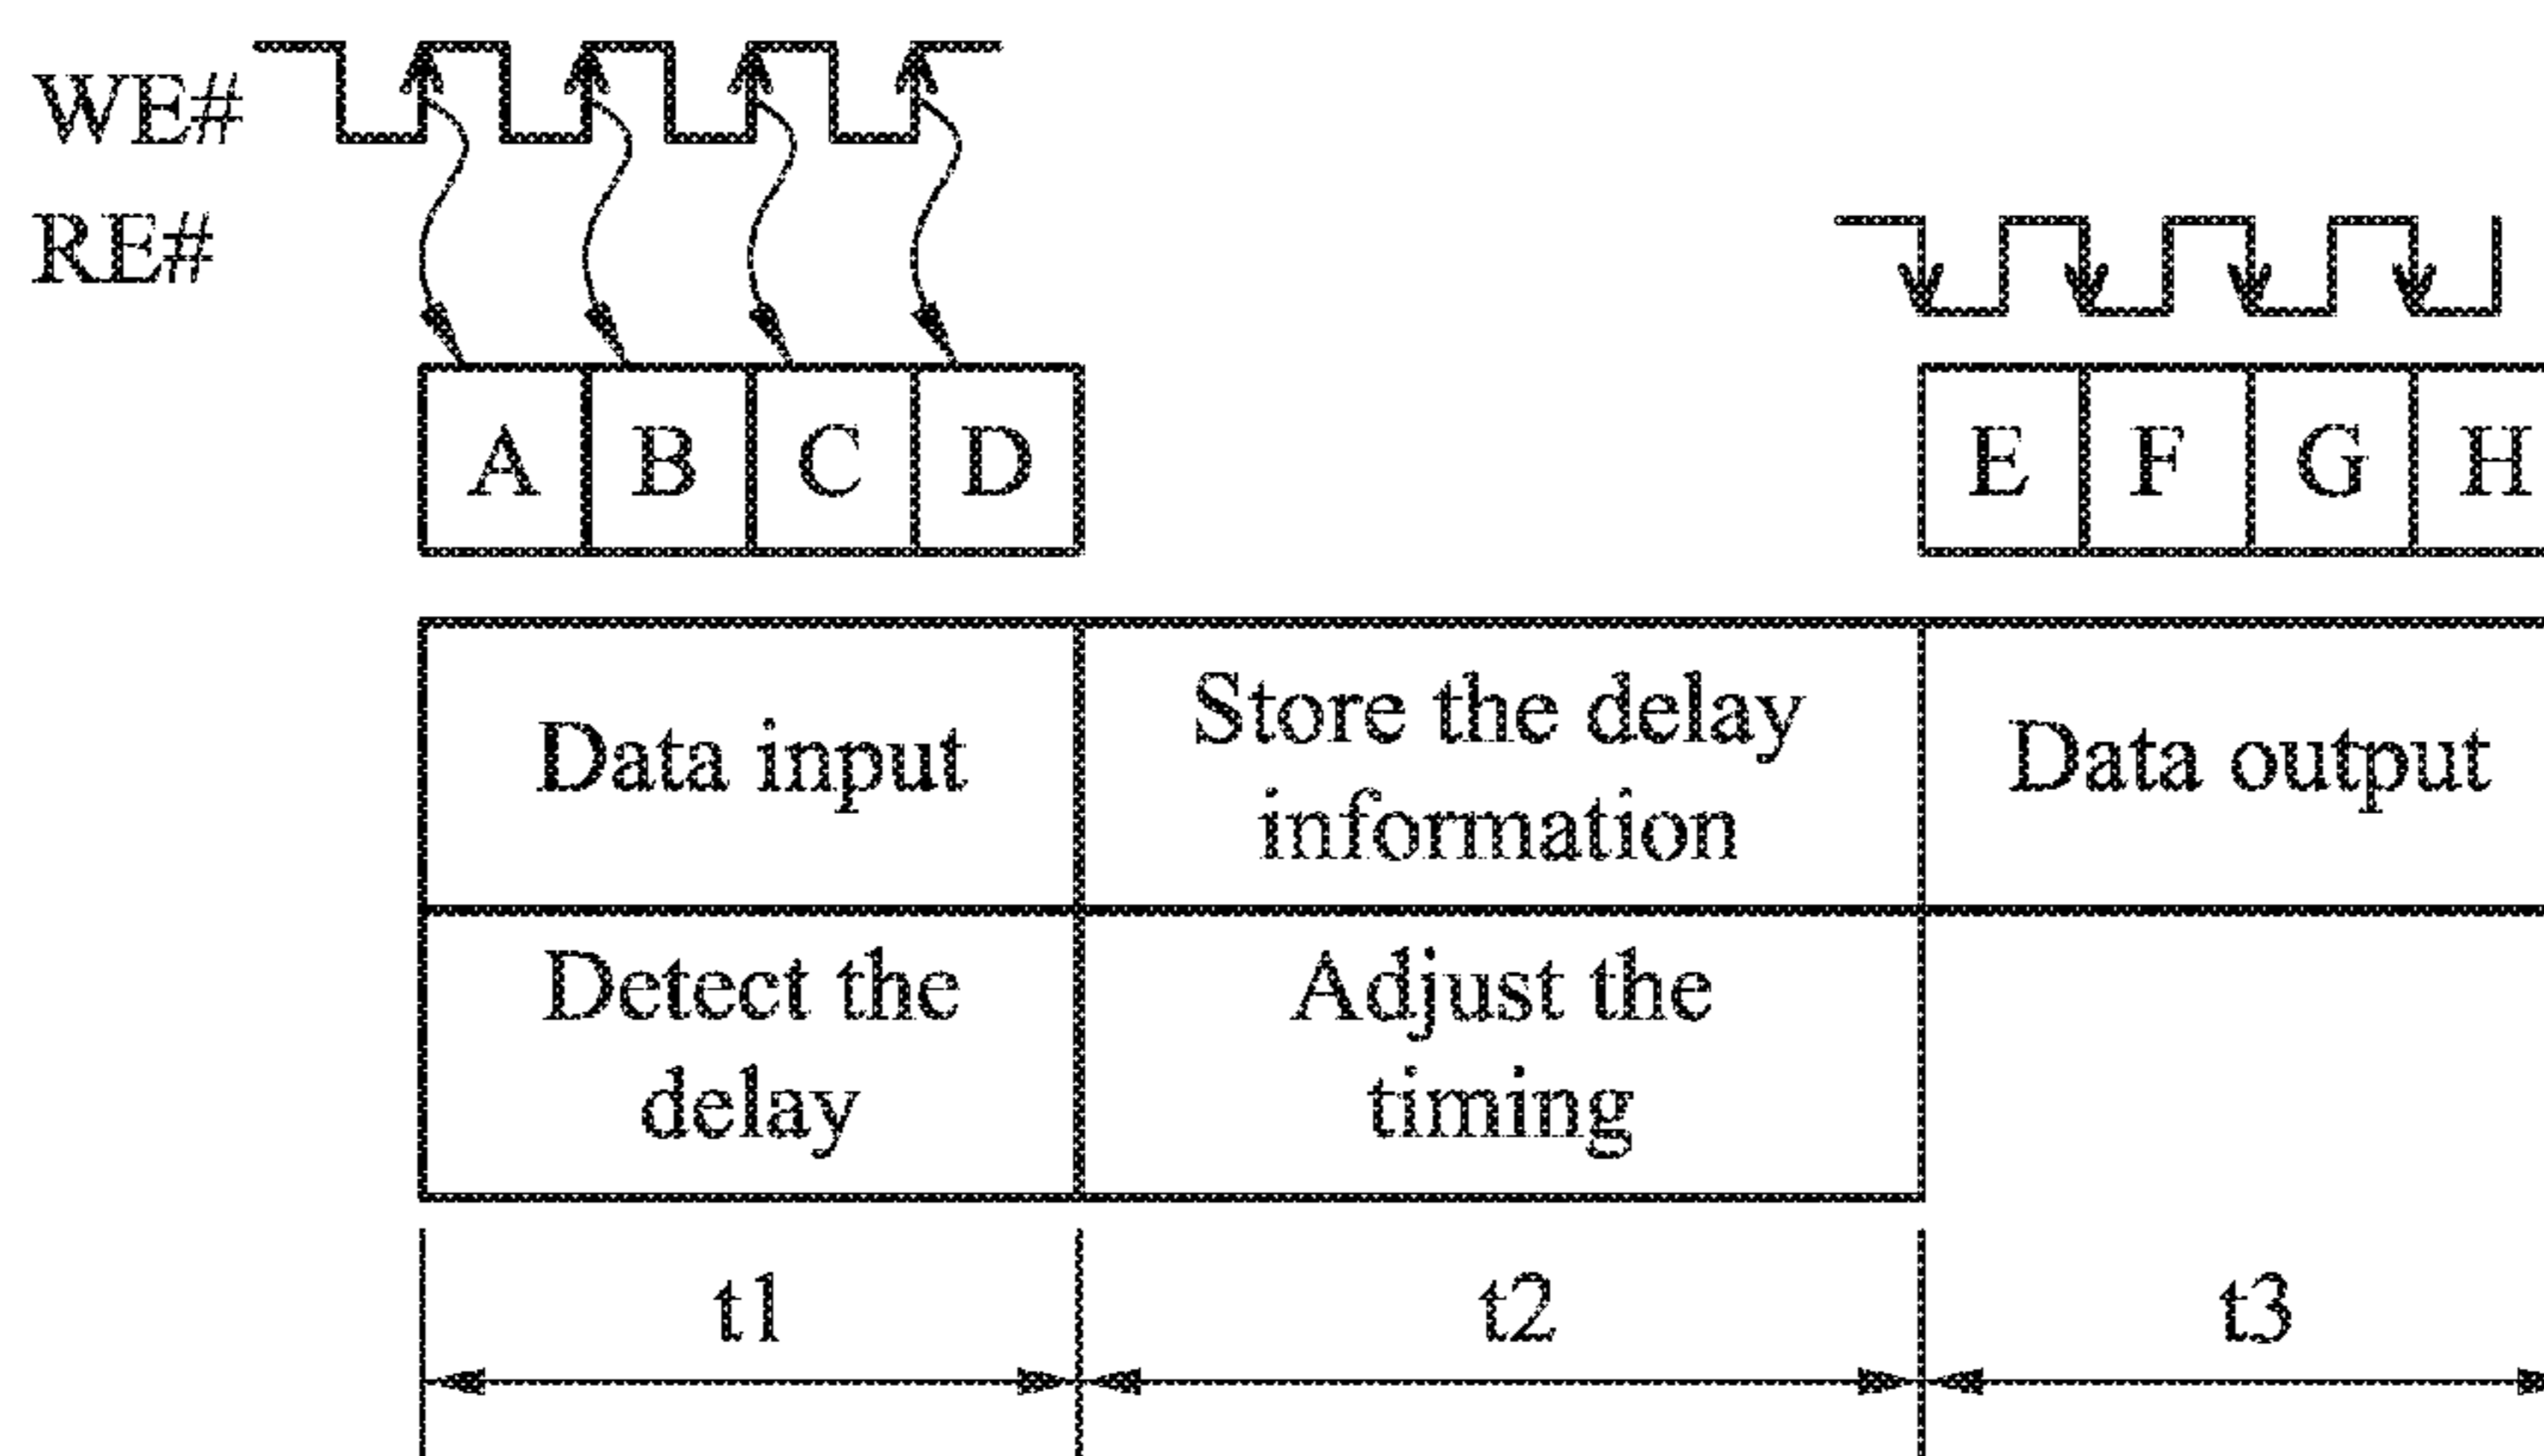 WE#
RE#
A B C D E F G H
Data input
Store the delay
information
Data output
Detect the
delay
Adjust the
timing
t1 t2 t3